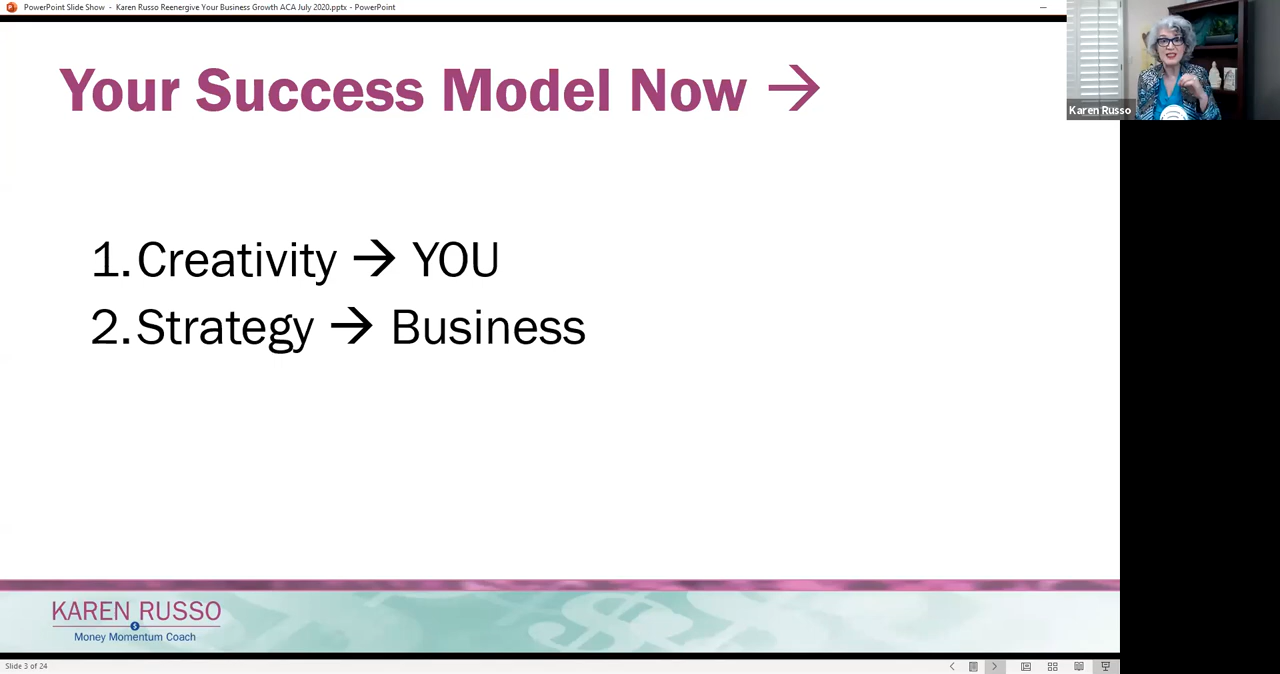 PowerPoint Slide Show - Karen Russo Reenergive Your Business Growth ACA July 2020.pptx - PowerPoint
Your Success Model Now →
Karen Russo
1. Creativity → YOU
2. Strategy → Business
KAREN RUSSO
$
Money Momentum Coach
Slide 3 of 24